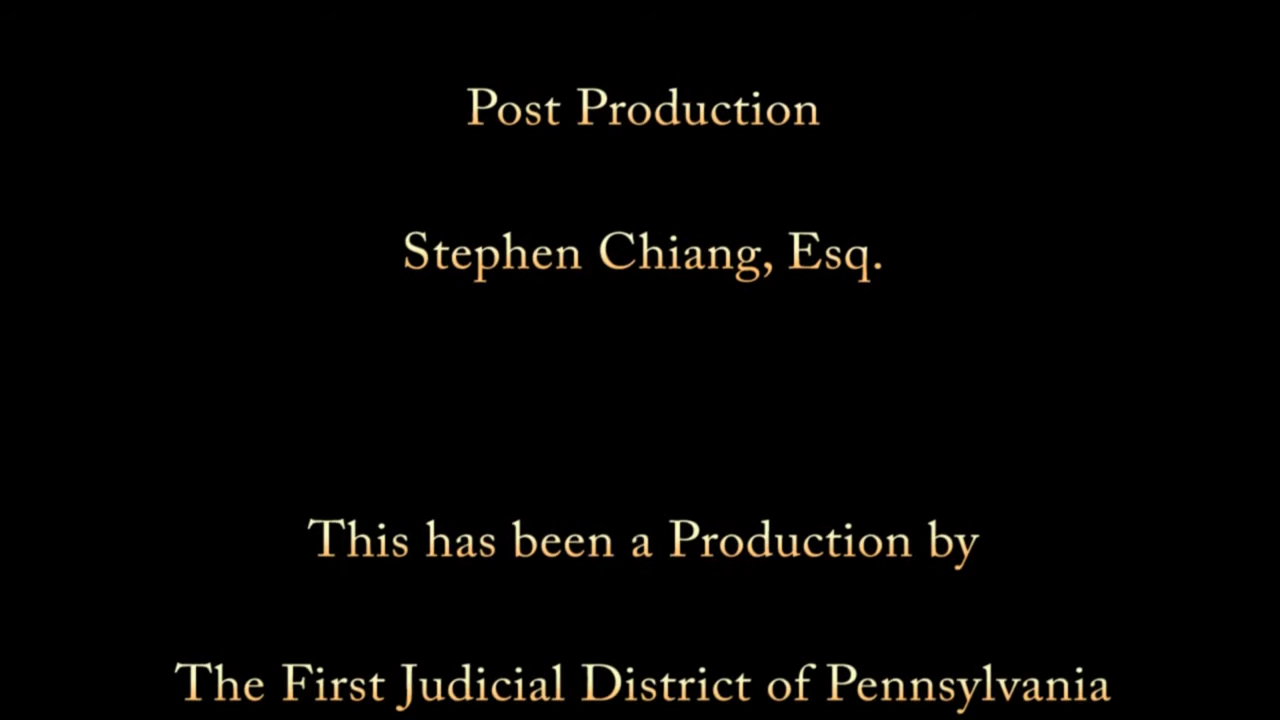 Post Production
Stephen Chiang, Esq.
This has been a Production by
The First Judicial District of Pennsylvania